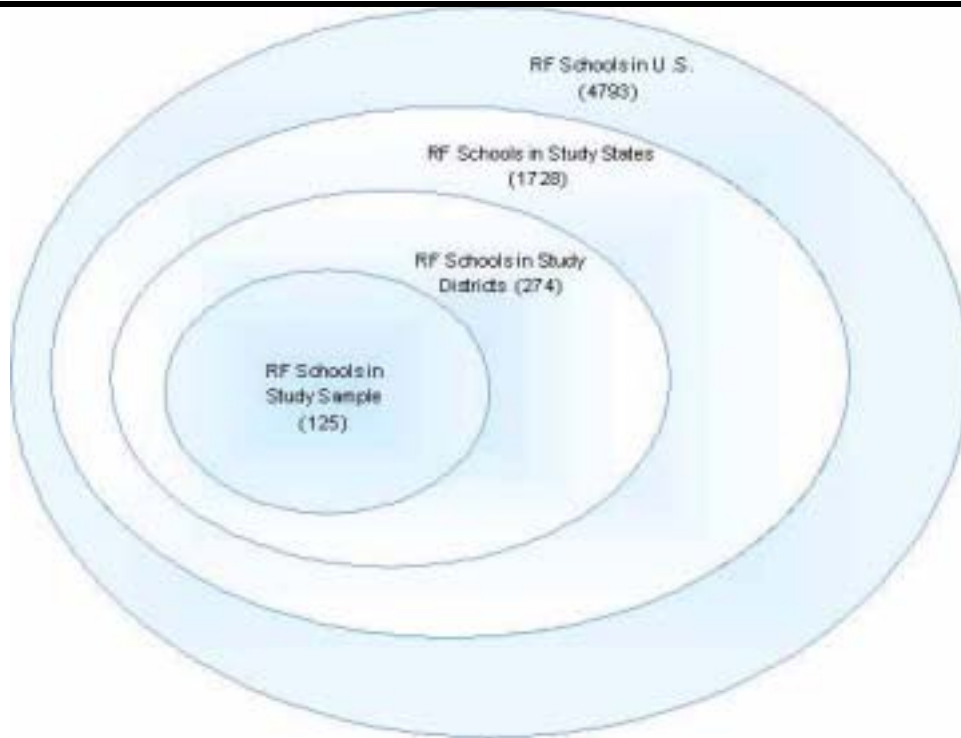 RF Schools in U.S.
(4793)
RF Schools in Study States
(1728)
RF Schools in Study
Districts (274)
RF Schools in
Study Sample
(125)